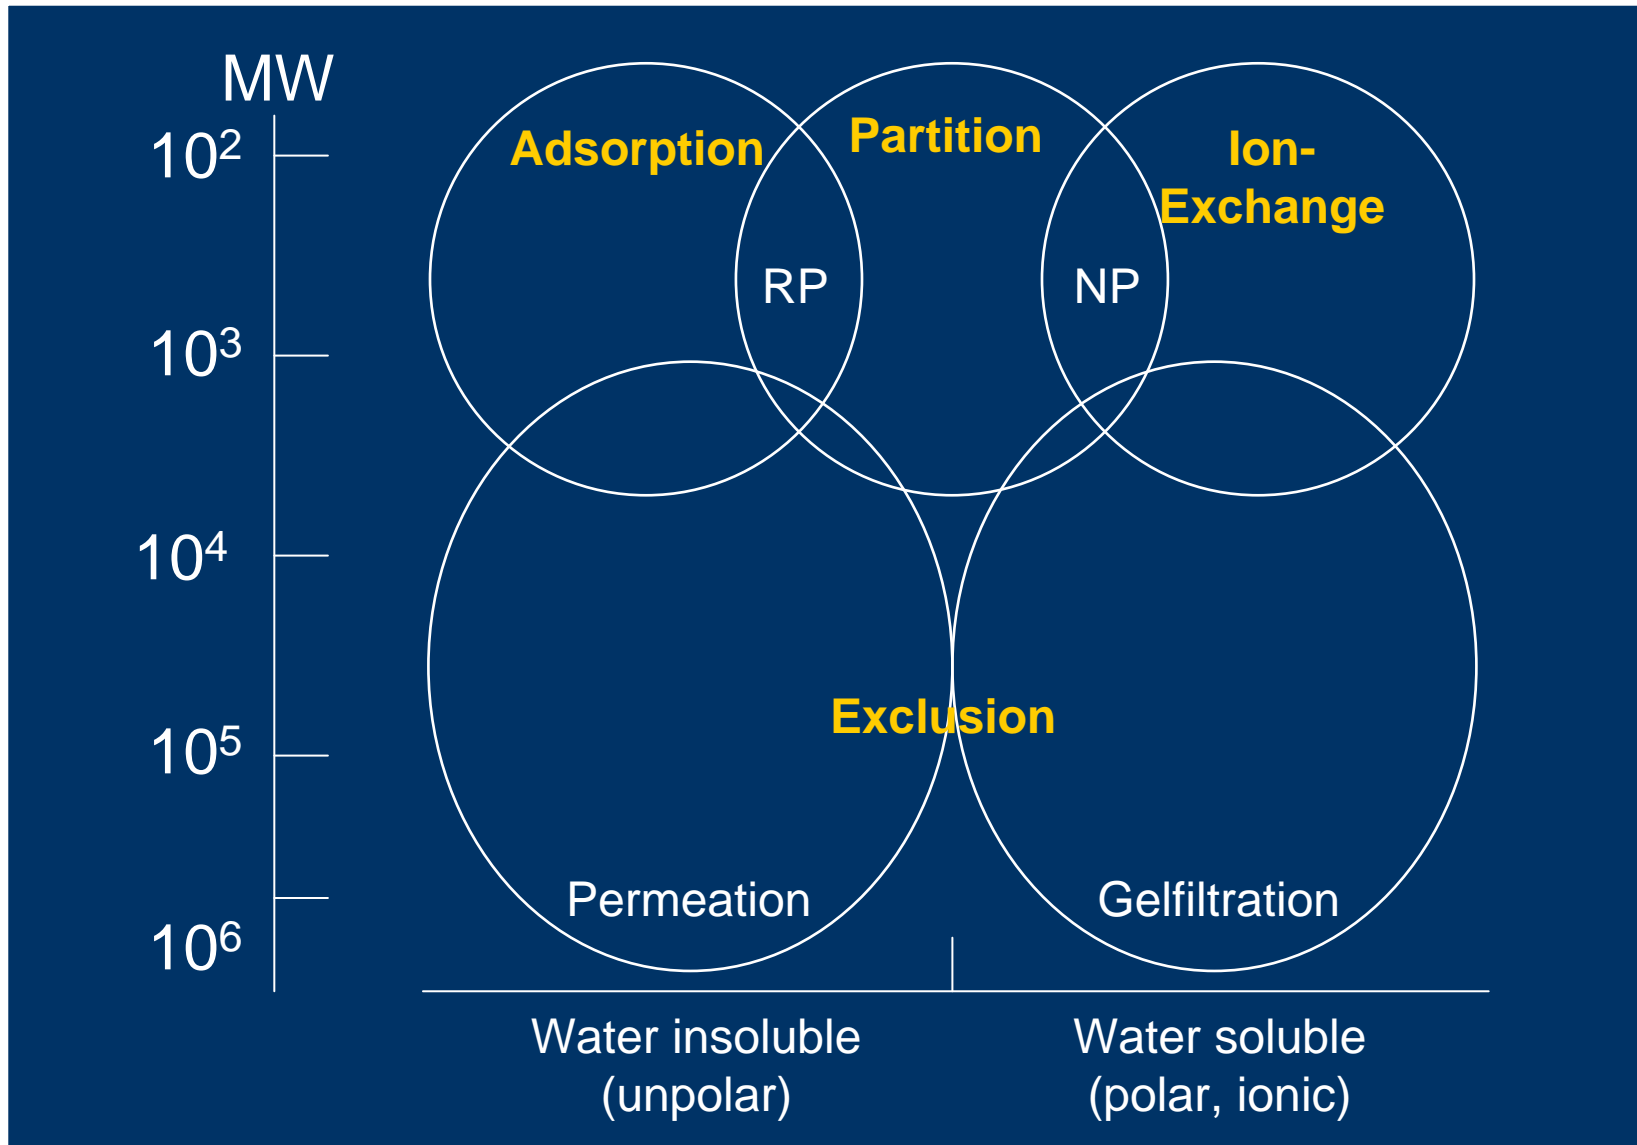 MW
10²
10³
10⁴
10⁵
10⁶
Adsorption
Partition
Ion-
Exchange
RP
NP
Exclusion
Permeation
Gelfiltration
Water insoluble
(unpolar)
Water soluble
(polar, ionic)